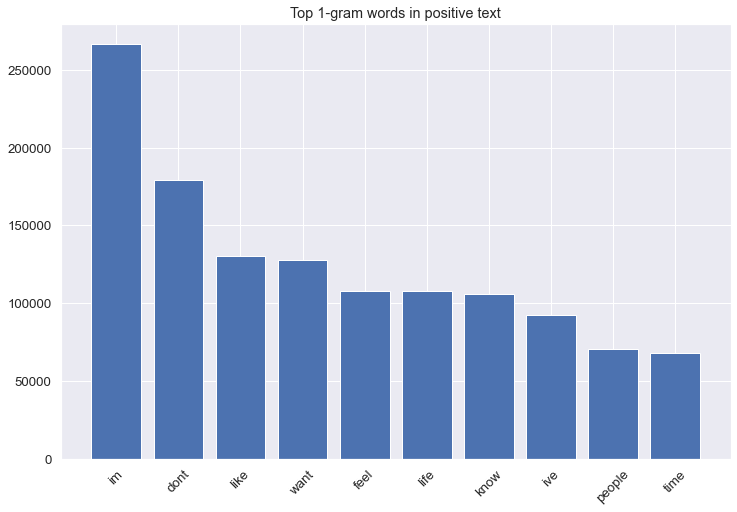 Top 1-gram words in positive text
250000
200000
150000
100000
50000
0
im
dont
like
want
feel
life
know
ive
people
time